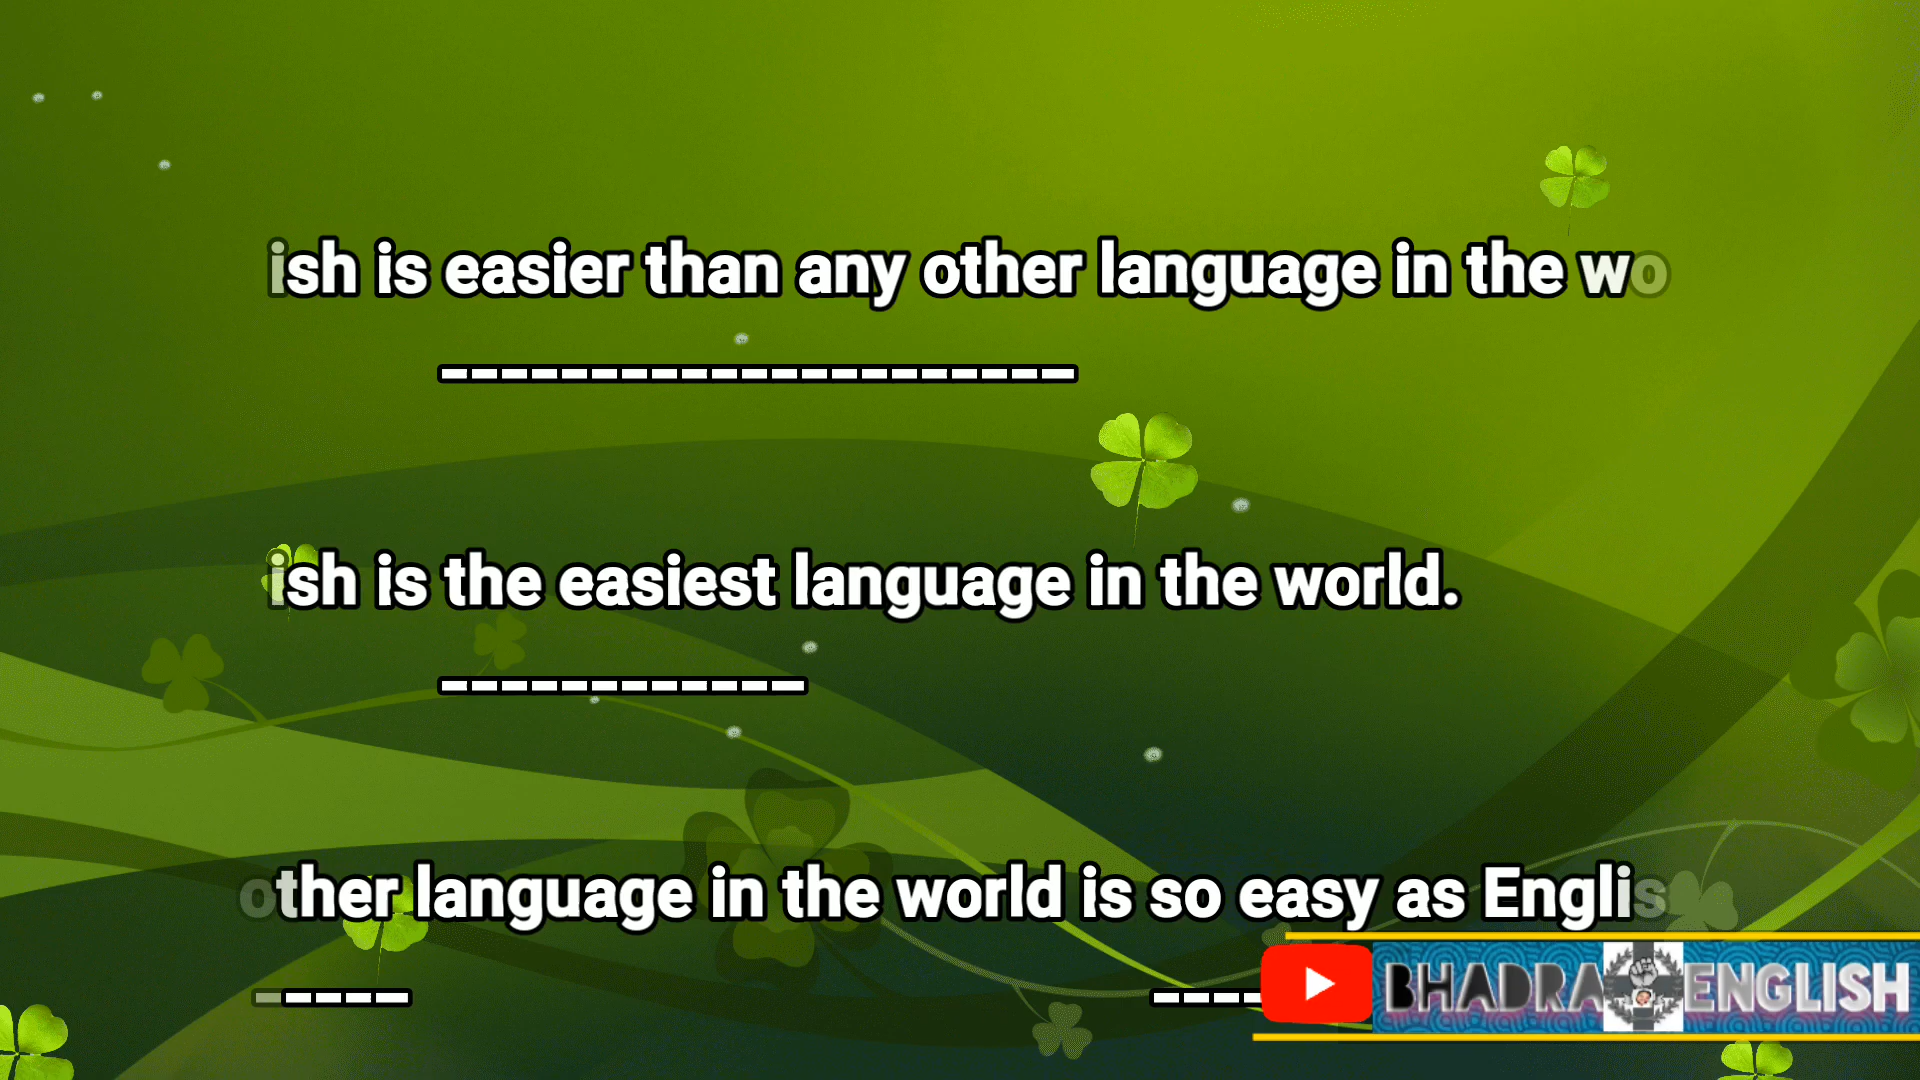 ish is easier than any other language in the wo
---------------------
ish is the easiest language in the world.
------------
other language in the world is so easy as Englis
-----
----
BHADRA ENGLISH